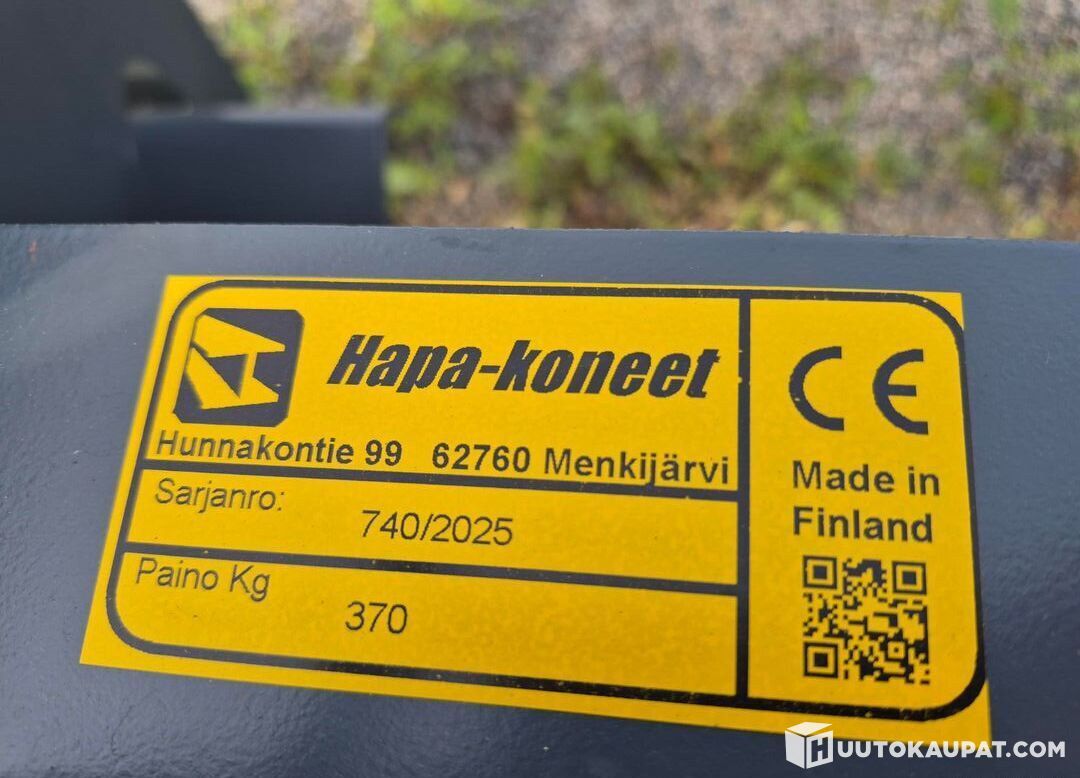 Hapa-koneet
Hunnakontie 99 62760 Menkijärvi
Sarjanro:
740/2025
Paino Kg
370
CE
Made in
Finland
HUUTOKAUPAT.COM